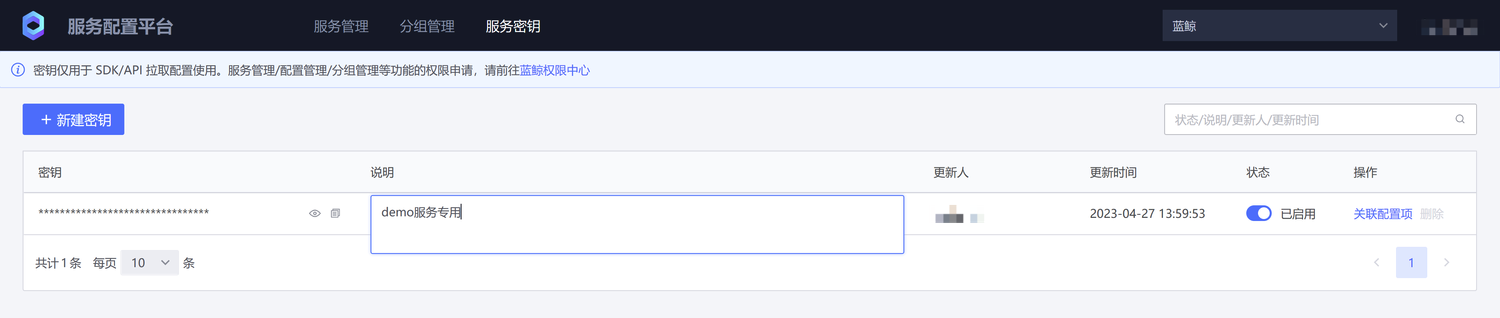 服务配置平台 服务管理 分组管理 服务密钥 蓝鲸
密钥仅用于 SDK/API 拉取配置使用。服务管理/配置管理/分组管理等功能的权限申请，请前往蓝鲸权限中心
+ 新建密钥 状态/说明/更新人/更新时间
密钥 说明 更新人 更新时间 状态 操作
******************************** demo服务专用 2023-04-27 13:59:53 已启用 关联配置项 删除
共计 1 条 每页 10 条 1